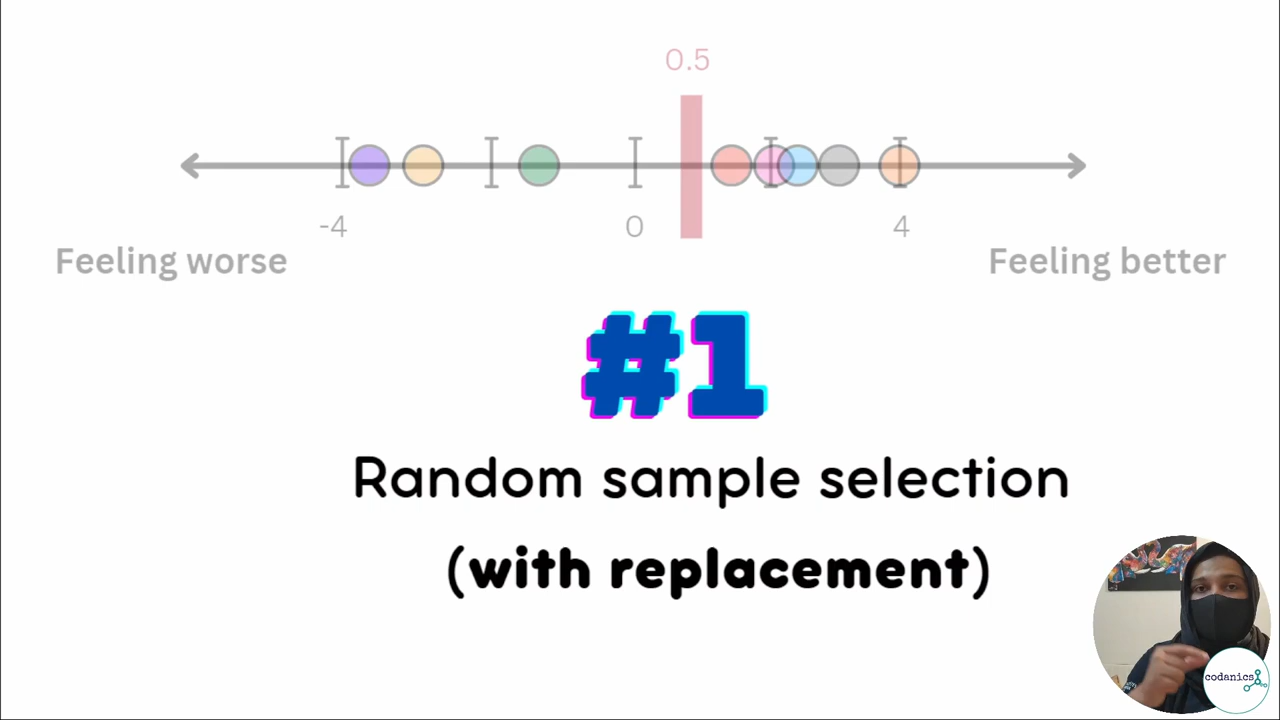 0.5
-4 0 4
Feeling worse Feeling better
#1
Random sample selection
(with replacement)
codanics